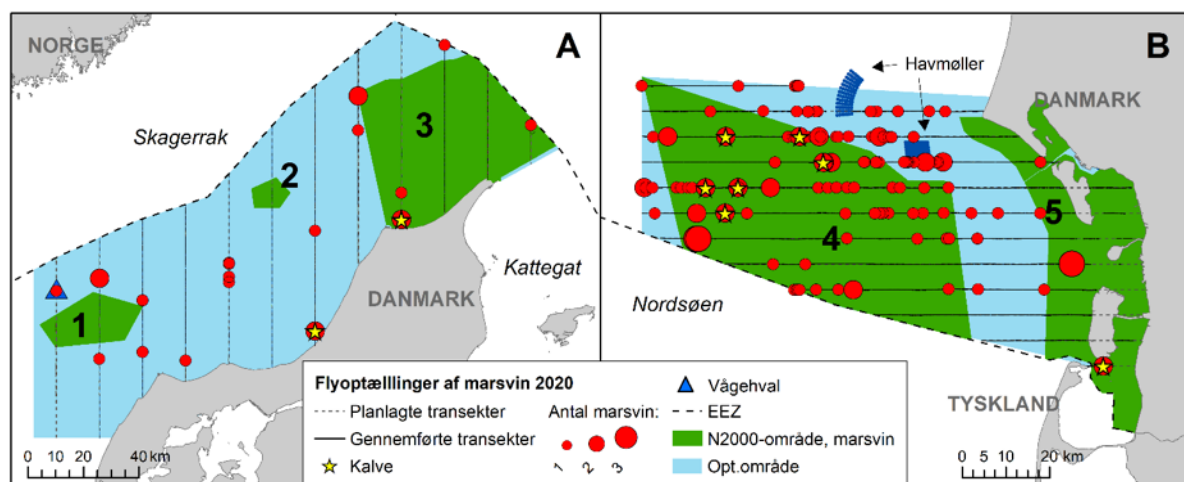 NORGE
A
3
Skagerrak
2
1
Kattegat
DANMARK
0 10 20 40 km
B
Havmøller
DANMARK
5
4
Nordsøen
TYSKLAND
0 5 10 20 km
Flyoptælllinger af marsvin 2020
Planlagte transekter
Gennemførte transekter
Kalve
Antal marsvin:
1 2 3
Vågehval
EEZ
N2000-område, marsvin
Opt.område